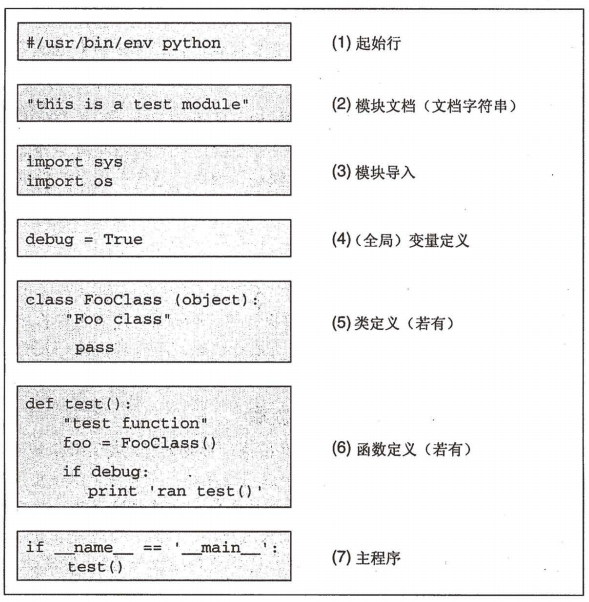 #/usr/bin/env python
(1) 起始行
"this is a test module"
(2) 模块文档（文档字符串）
import sys
import os
(3) 模块导入
debug = True
(4)（全局）变量定义
class FooClass (object):
"Foo class"
pass
(5) 类定义（若有）
def test():
"test function"
foo = FooClass()
if debug:
print 'ran test()'
(6) 函数定义（若有）
if __name__ == '__main__':
test()
(7) 主程序